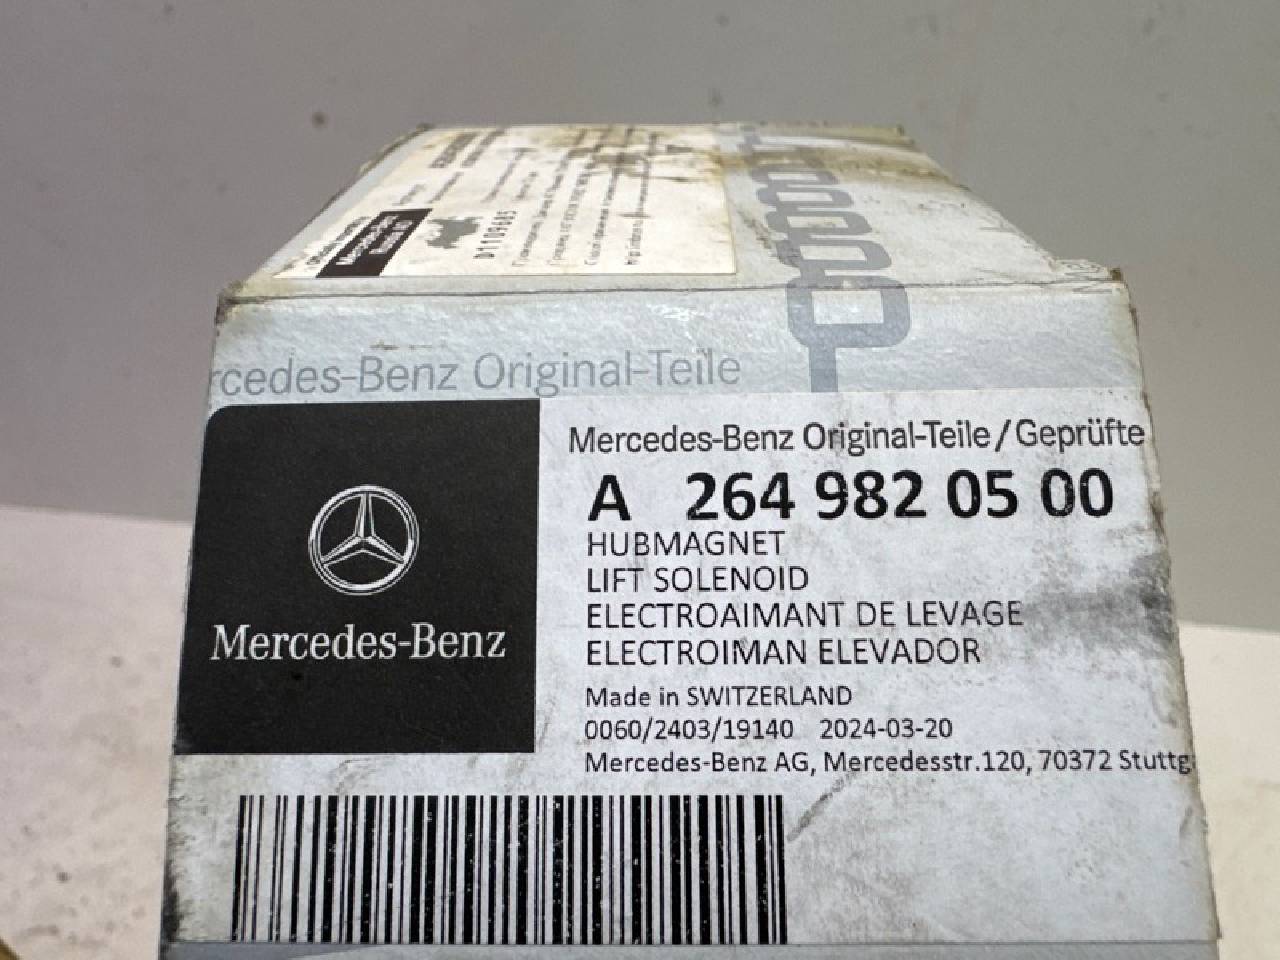 D1109685
rcedes-Benz Original-Teile
Mercedes-Benz Original-Teile/Geprüfte
A 264 982 05 00
HUBMAGNET
LIFT SOLENOID
ELECTROAIMANT DE LEVAGE
ELECTROIMAN ELEVADOR
Made in SWITZERLAND
0060/2403/19140 2024-03-20
Mercedes-Benz AG, Mercedesstr.120, 70372 Stuttg
Mercedes-Benz